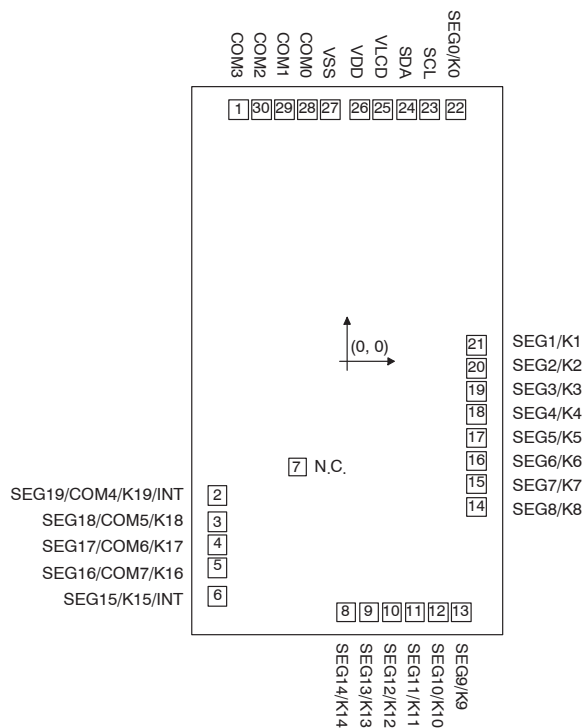 COM3
COM2
COM1
COM0
VSS
VDD
VLCD
SDA
SCL
SEG0/K0
1
30
29
28
27
26
25
24
23
22
(0, 0)
21
SEG1/K1
20
SEG2/K2
19
SEG3/K3
18
SEG4/K4
17
SEG5/K5
16
SEG6/K6
15
SEG7/K7
14
SEG8/K8
7
N.C.
SEG19/COM4/K19/INT
2
SEG18/COM5/K18
3
SEG17/COM6/K17
4
SEG16/COM7/K16
5
SEG15/K15/INT
6
8
9
10
11
12
13
SEG14/K14
SEG13/K13
SEG12/K12
SEG11/K11
SEG10/K10
SEG9/K9